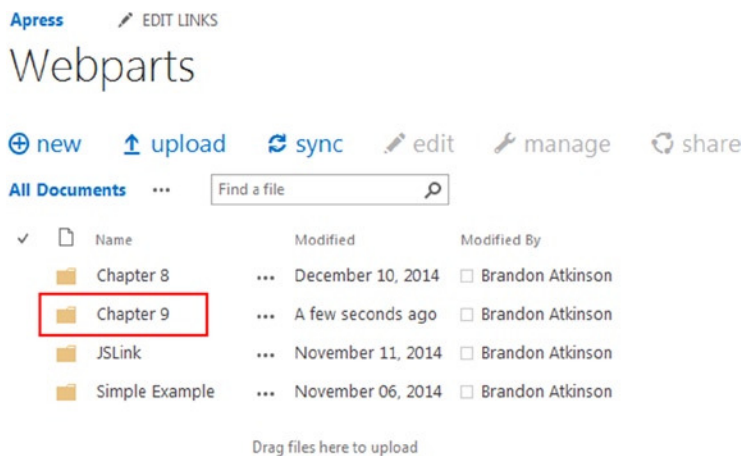 Apress EDIT LINKS
Webparts
new upload sync edit manage share
All Documents ... Find a file
Name Modified Modified By
Chapter 8 ... December 10, 2014 Brandon Atkinson
Chapter 9 ... A few seconds ago Brandon Atkinson
JSLink ... November 11, 2014 Brandon Atkinson
Simple Example ... November 06, 2014 Brandon Atkinson
Drag files here to upload